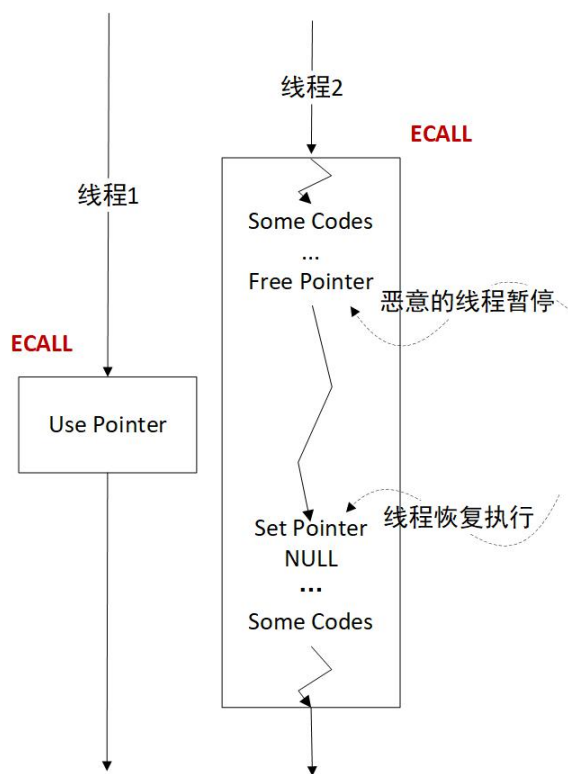 线程2
ECALL
线程1
Some Codes
...
Free Pointer
恶意的线程暂停
ECALL
Use Pointer
线程恢复执行
Set Pointer
NULL
...
Some Codes